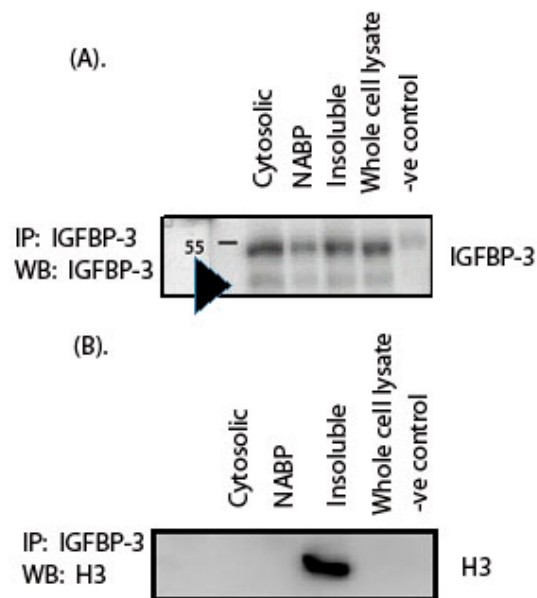 (A).
Cytosolic
NABP
Insoluble
Whole cell lysate
-ve control
IP: IGFBP-3
WB: IGFBP-3
55
IGFBP-3
(B).
Cytosolic
NABP
Insoluble
Whole cell lysate
-ve control
IP: IGFBP-3
WB: H3
H3